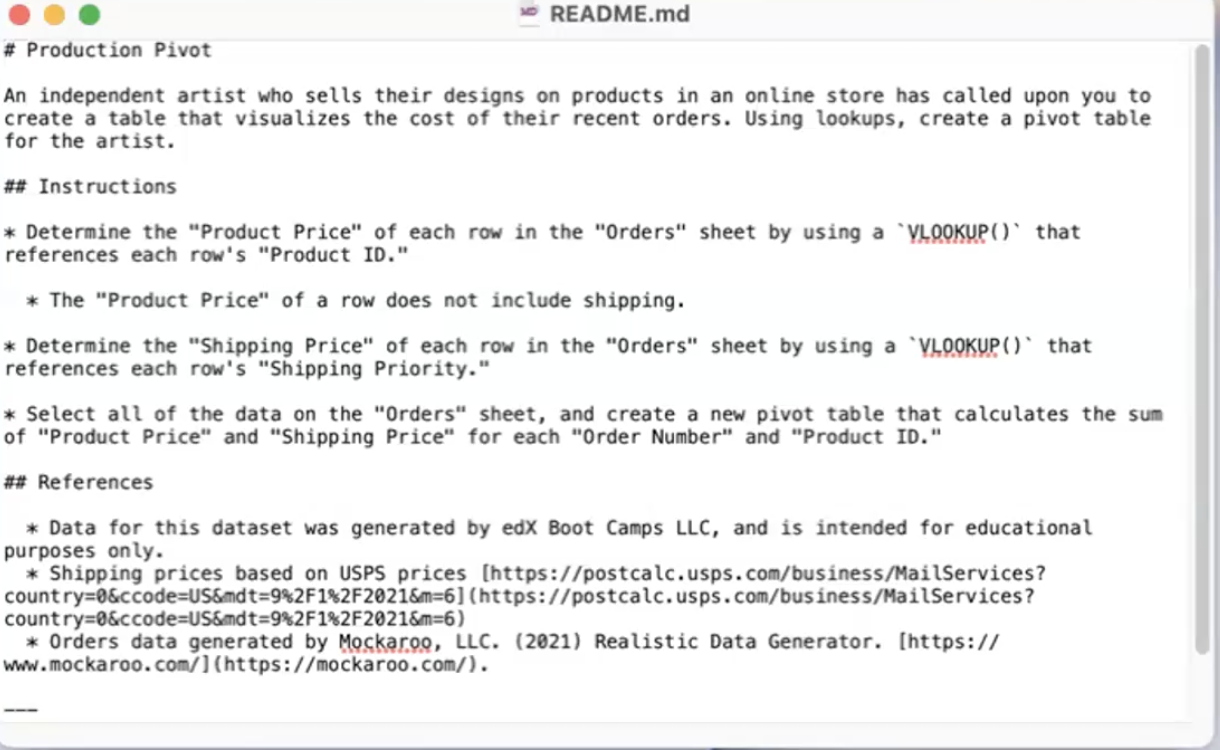 README.md
# Production Pivot
An independent artist who sells their designs on products in an online store has called upon you to
create a table that visualizes the cost of their recent orders. Using lookups, create a pivot table
for the artist.
## Instructions
* Determine the "Product Price" of each row in the "Orders" sheet by using a `VLOOKUP()` that
references each row's "Product ID."
* The "Product Price" of a row does not include shipping.
* Determine the "Shipping Price" of each row in the "Orders" sheet by using a `VLOOKUP()` that
references each row's "Shipping Priority."
* Select all of the data on the "Orders" sheet, and create a new pivot table that calculates the sum
of "Product Price" and "Shipping Price" for each "Order Number" and "Product ID."
## References
* Data for this dataset was generated by edX Boot Camps LLC, and is intended for educational
purposes only.
* Shipping prices based on USPS prices [https://postcalc.usps.com/business/MailServices?
country=0&ccode=US&mdt=9%2F1%2F2021&m=6](https://postcalc.usps.com/business/MailServices?
country=0&ccode=US&mdt=9%2F1%2F2021&m=6)
* Orders data generated by Mockaroo, LLC. (2021) Realistic Data Generator. [https://
www.mockaroo.com/](https://mockaroo.com/).
---